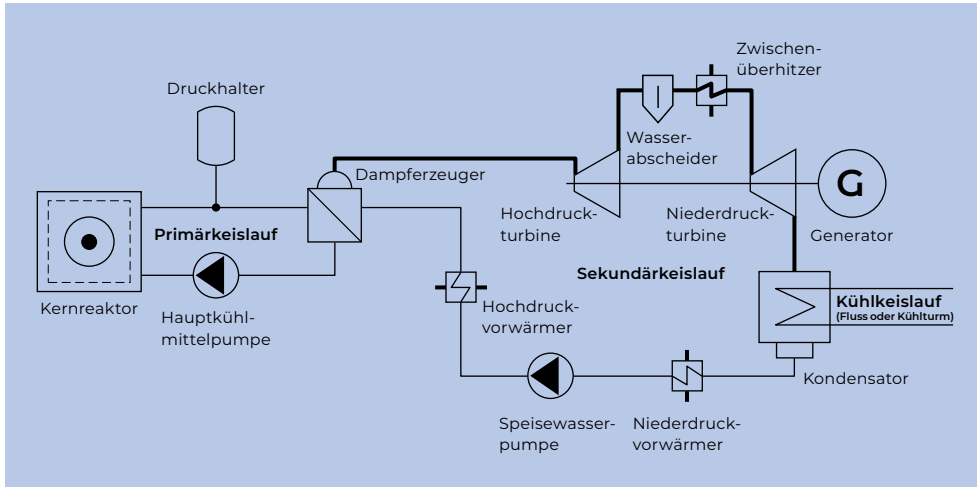 Zwischen-
überhitzer
Druckhalter
Wasser-
abscheider
Dampferzeuger
G
Hochdruck-
turbine
Niederdruck-
turbine
Generator
Primärkeislauf
Sekundärkeislauf
Kernreaktor
Hauptkühl-
mittelpumpe
Hochdruck-
vorwärmer
Kühlkeislauf
(Fluss oder Kühlturm)
Kondensator
Speisewasser-
pumpe
Niederdruck-
vorwärmer